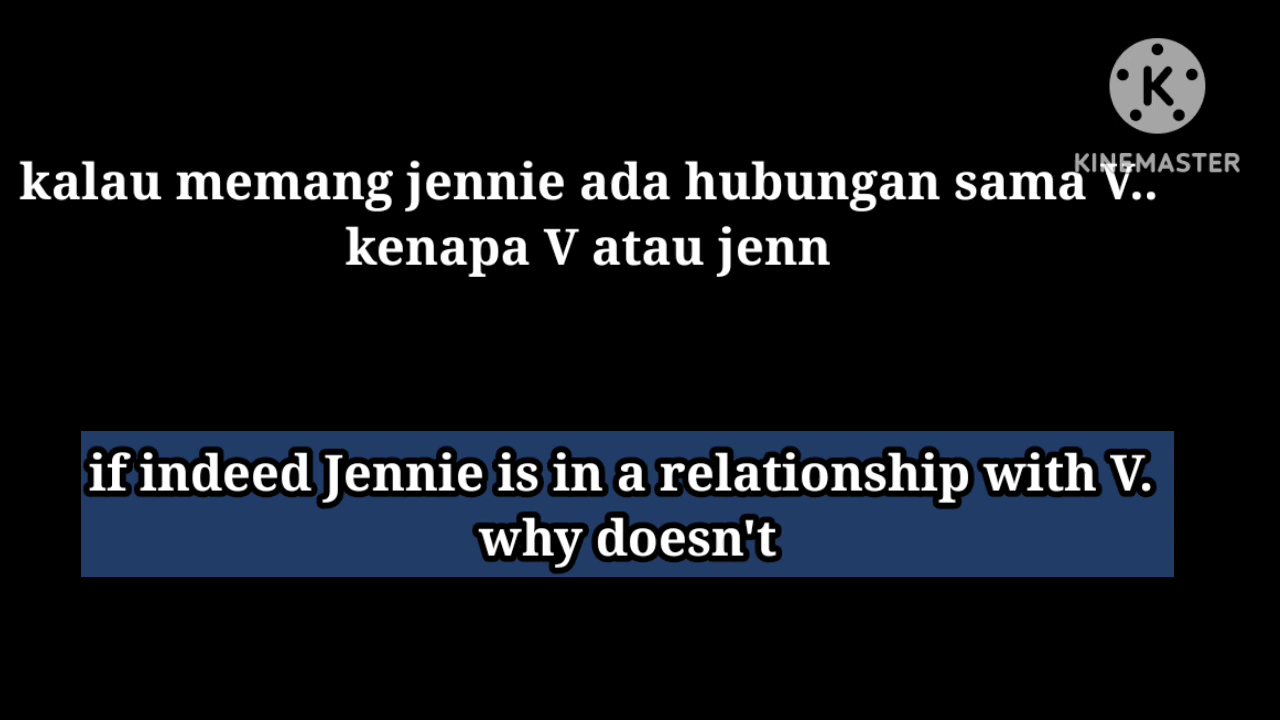 K
KINEMASTER
kalau memang jennie ada hubungan sama V..
kenapa V atau jenn
if indeed Jennie is in a relationship with V.
why doesn't